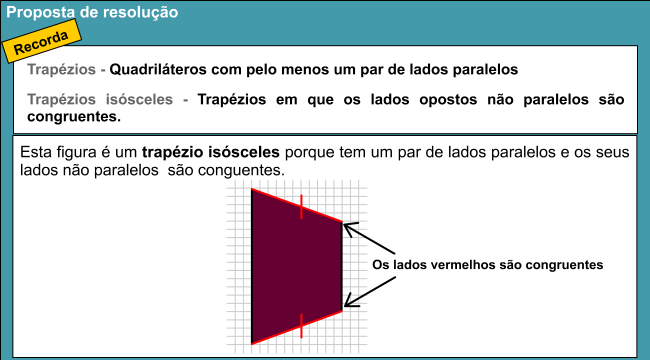 Proposta de resolução
Recorda
Trapézios - Quadriláteros com pelo menos um par de lados paralelos
Trapézios isósceles - Trapézios em que os lados opostos não paralelos são
congruentes.
Esta figura é um trapézio isósceles porque tem um par de lados paralelos e os seus
lados não paralelos são conguentes.
Os lados vermelhos são congruentes